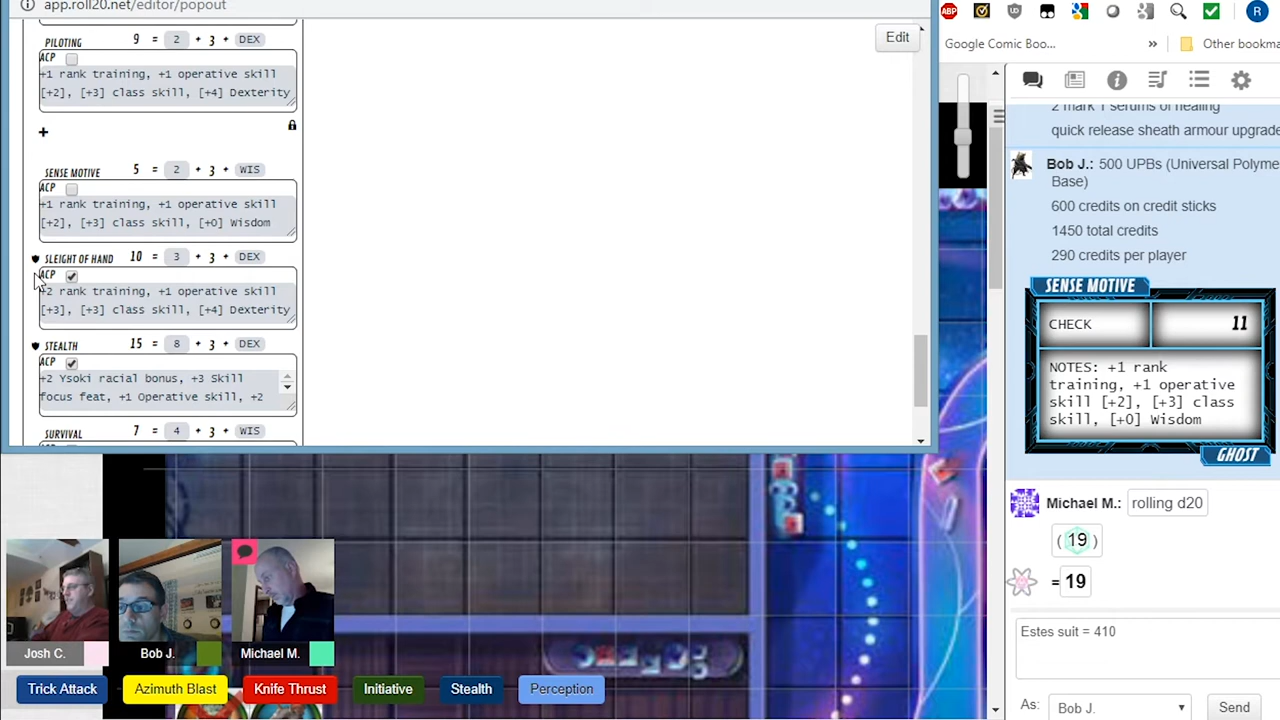 app.roll20.net/editor/popout
PILOTING 9 = 2 + 3 + DEX
ACP
+1 rank training, +1 operative skill
[+2], [+3] class skill, [+4] Dexterity
+
SENSE MOTIVE 5 = 2 + 3 + WIS
ACP
+1 rank training, +1 operative skill
[+2], [+3] class skill, [+0] Wisdom
SLEIGHT OF HAND 10 = 3 + 3 + DEX
ACP
+2 rank training, +1 operative skill
[+3], [+3] class skill, [+4] Dexterity
STEALTH 15 = 8 + 3 + DEX
ACP
+2 Ysoki racial bonus, +3 Skill
focus feat, +1 Operative skill, +2
SURVIVAL 7 = 4 + 3 + WIS
Edit
ABP
R
Google Comic Boo...
»
Other bookma
2 mark 1 serums of healing
quick release sheath armour upgrade
Bob J.: 500 UPBs (Universal Polyme
Base)
600 credits on credit sticks
1450 total credits
290 credits per player
SENSE MOTIVE
CHECK 11
NOTES: +1 rank
training, +1 operative
skill [+2], [+3] class
skill, [+0] Wisdom
GHOST
Michael M.: rolling d20
(19)
=19
Estes suit = 410
As: Bob J. Send
Josh C. Bob J. Michael M.
Trick Attack Azimuth Blast Knife Thrust Initiative Stealth Perception